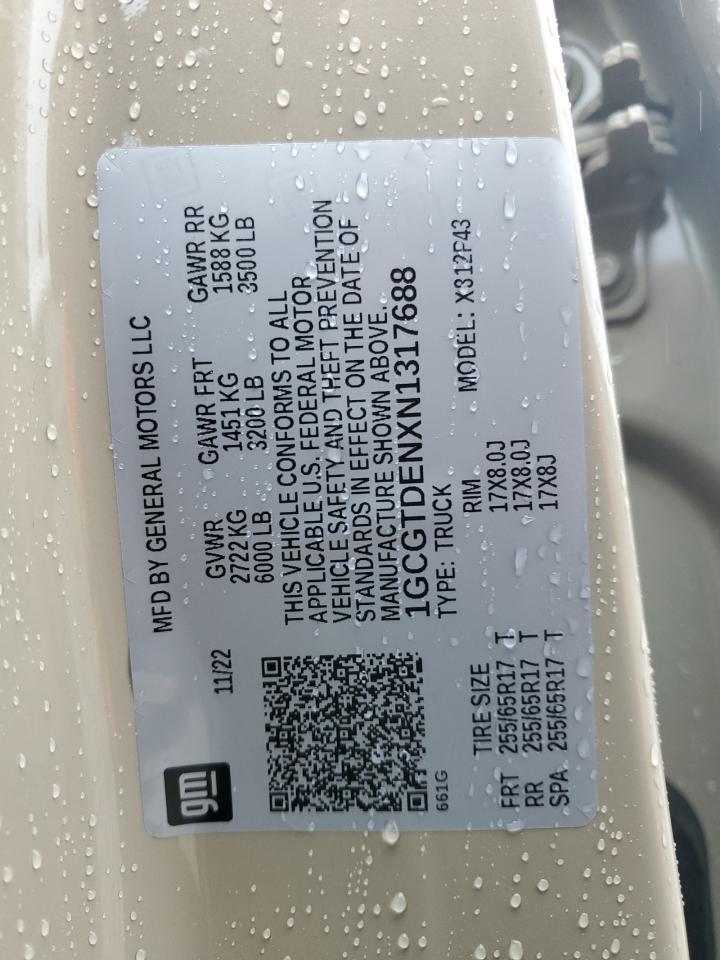 gm
MFD BY GENERAL MOTORS LLC
11/22
GVWR GAWR FRT GAWR RR
2722 KG 1451 KG 1588 KG
6000 LB 3200 LB 3500 LB
THIS VEHICLE CONFORMS TO ALL
APPLICABLE U.S. FEDERAL MOTOR
VEHICLE SAFETY AND THEFT PREVENTION
STANDARDS IN EFFECT ON THE DATE OF
MANUFACTURE SHOWN ABOVE.
1GCGTDENXN1317688
661G
TYPE: TRUCK MODEL: X312P43
TIRE SIZE RIM
FRT 255/65R17 T 17X8.0J
RR 255/65R17 T 17X8.0J
SPA 255/65R17 T 17X8J